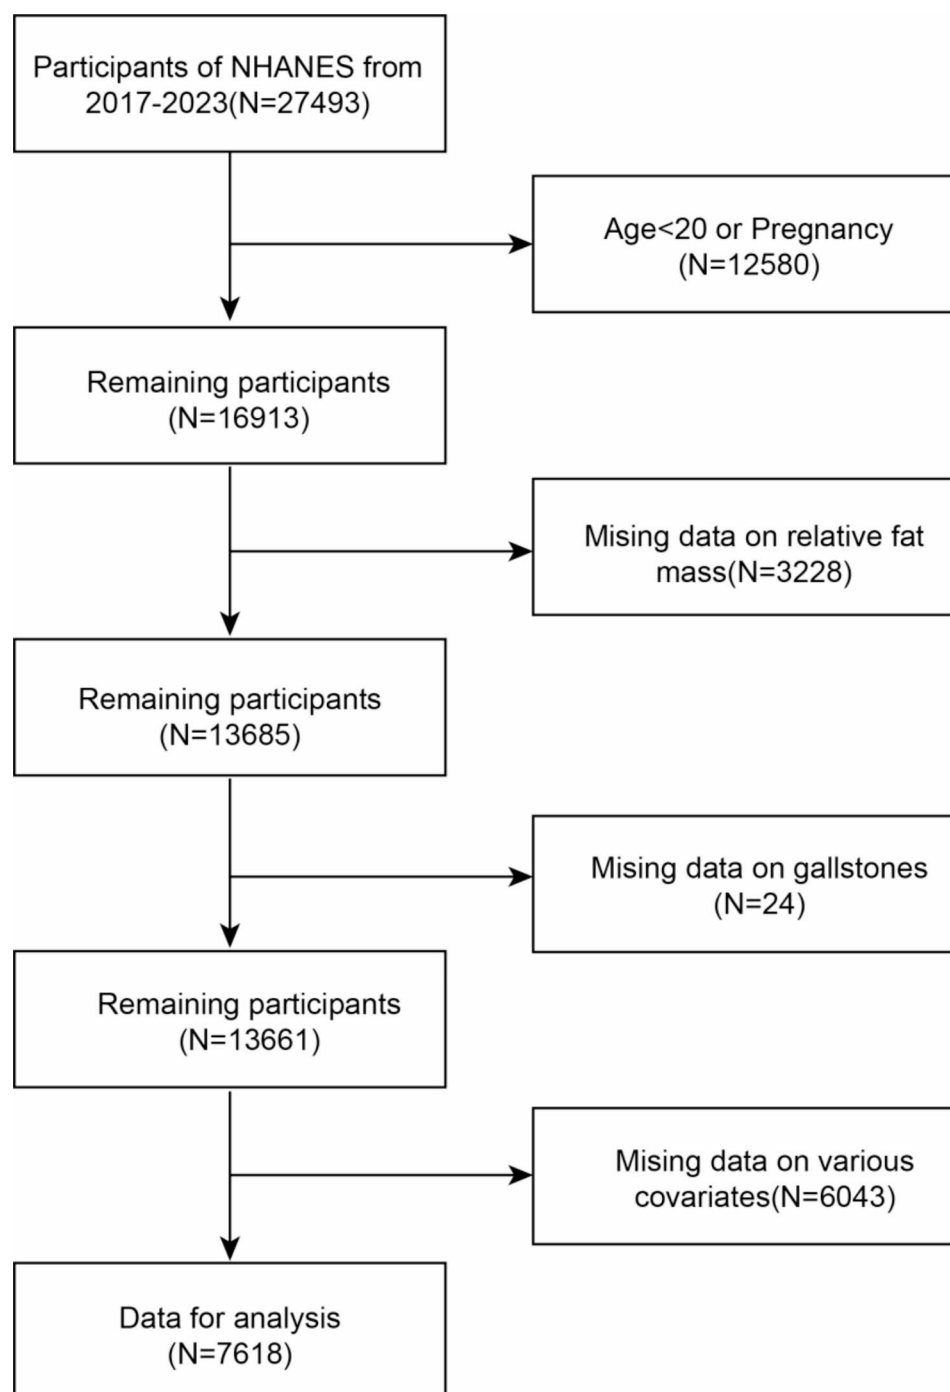 Participants of NHANES from
2017-2023(N=27493)
Age<20 or Pregnancy
(N=12580)
Remaining participants
(N=16913)
Mising data on relative fat
mass(N=3228)
Remaining participants
(N=13685)
Mising data on gallstones
(N=24)
Remaining participants
(N=13661)
Mising data on various
covariates(N=6043)
Data for analysis
(N=7618)